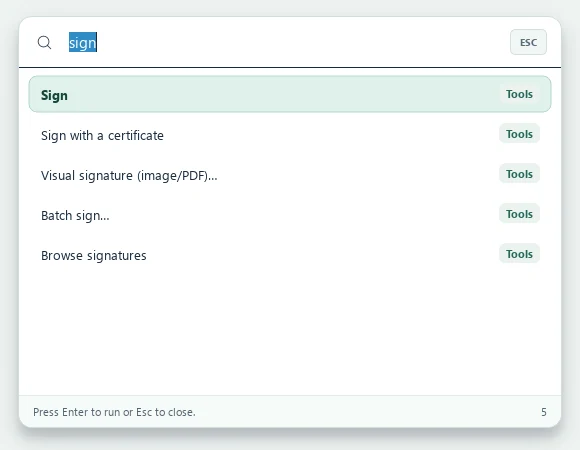 sign ESC
Sign Tools
Sign with a certificate Tools
Visual signature (image/PDF)... Tools
Batch sign... Tools
Browse signatures Tools
Press Enter to run or Esc to close. 5